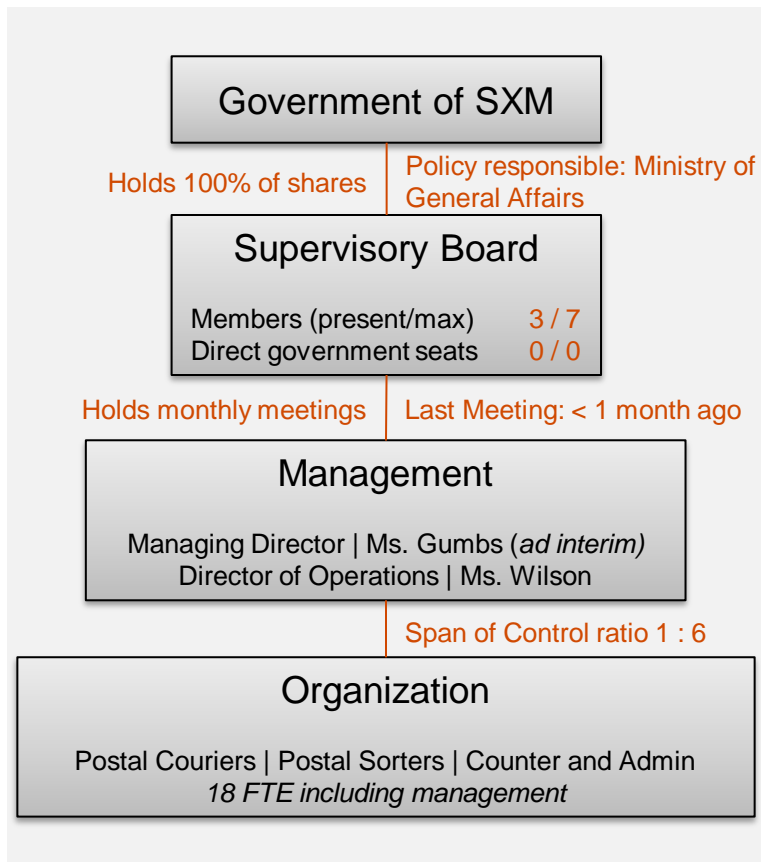 Government of SXM
Holds 100% of shares
Policy responsible: Ministry of
General Affairs
Supervisory Board
Members (present/max) 3 / 7
Direct government seats 0 / 0
Holds monthly meetings
Last Meeting: < 1 month ago
Management
Managing Director | Ms. Gumbs (ad interim)
Director of Operations | Ms. Wilson
Span of Control ratio 1 : 6
Organization
Postal Couriers | Postal Sorters | Counter and Admin
18 FTE including management